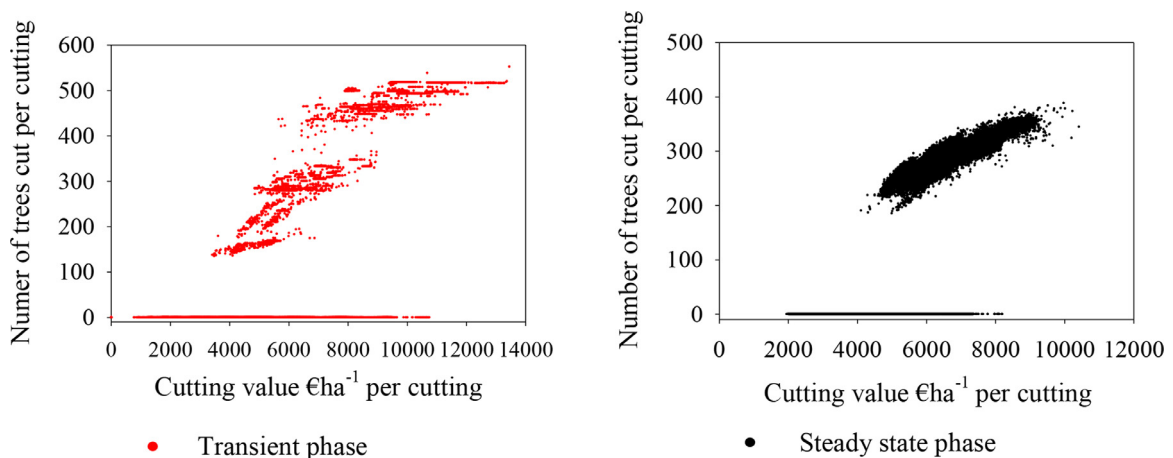 600
500
400
300
200
100
0
Numer of trees cut per cutting
0 2000 4000 6000 8000 10000 12000 14000
Cutting value €ha⁻¹ per cutting
Transient phase
500
400
300
200
100
0
Number of trees cut per cutting
0 2000 4000 6000 8000 10000 12000
Cutting value €ha⁻¹ per cutting
Steady state phase